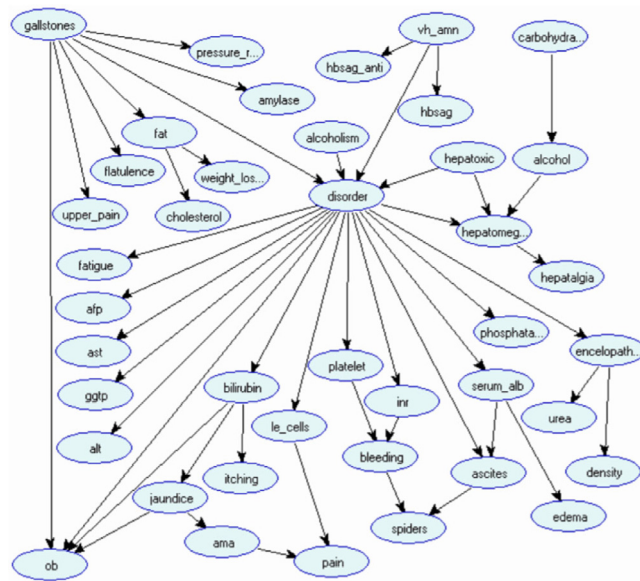 gallstones
vh_amn
carbohydra...
pressure_r...
hbsag_anti
amylase
hbsag
fat
alcoholism
hepatoxic
alcohol
flatulence
weight_los...
disorder
upper_pain
cholesterol
hepatomeg...
fatigue
hepatalgia
afp
phosphata...
ast
encelopath...
platelet
bilirubin
serum_alb
ggtp
inr
urea
le_cells
alt
bleeding
itching
ascites
density
jaundice
edema
spiders
ama
ob
pain